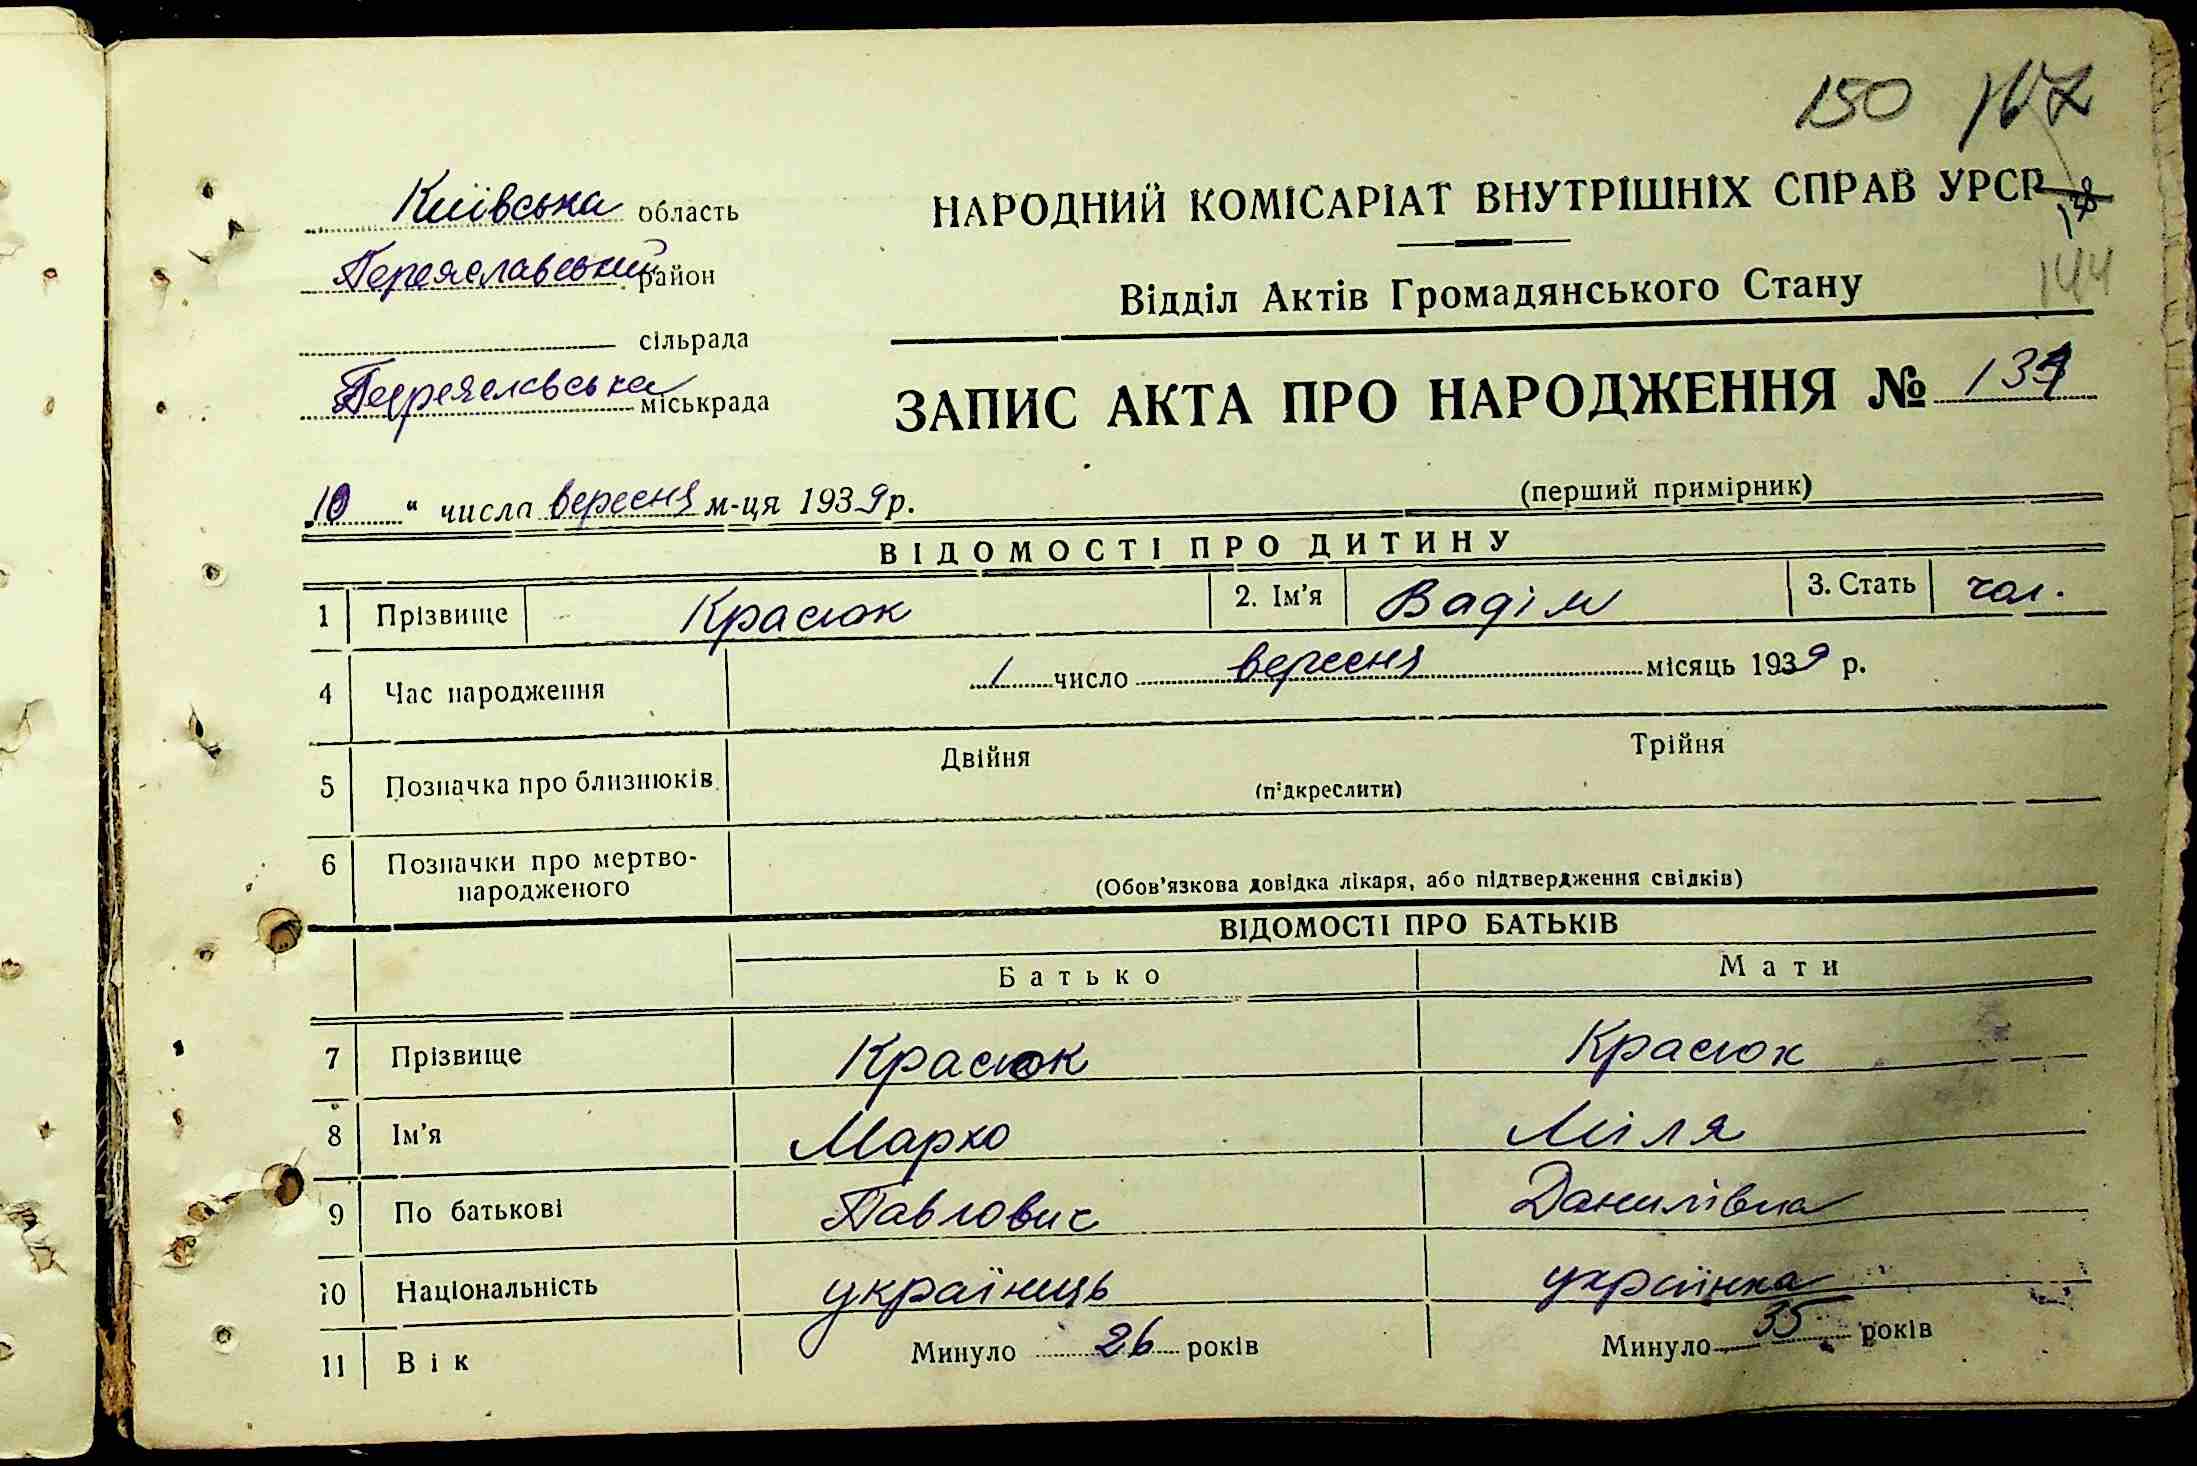 150
Київська область
НАРОДНИЙ КОМІСАРІАТ ВНУТРІШНІХ СПРАВ УРСР
Переяславський район
144
Відділ Актів Громадянського Стану
сільрада
Переяславська міськрада
ЗАПИС АКТА ПРО НАРОДЖЕННЯ №
10 " числа вересня м-ця 1939 р.
(перший примірник)
ВІДОМОСТІ ПРО ДИТИНУ
1 Прізвище Красюк 2. Ім'я Вадім 3. Стать чол.
4 Час народження 1 число вересня місяць 1939 р.
5 Позначка про близнюків Двійня Трійня
(підкреслити)
6 Позначки про мертво-
народженого
(Обов'язкова довідка лікаря, або підтвердження свідків)
ВІДОМОСТІ ПРО БАТЬКІВ
Батько Мати
7 Прізвище Красюк Красюк
8 Ім'я Марко Міля
9 По батькові Павлович Данилівна
10 Національність українець українка
11 Вік Минуло 26 років Минуло 35 років